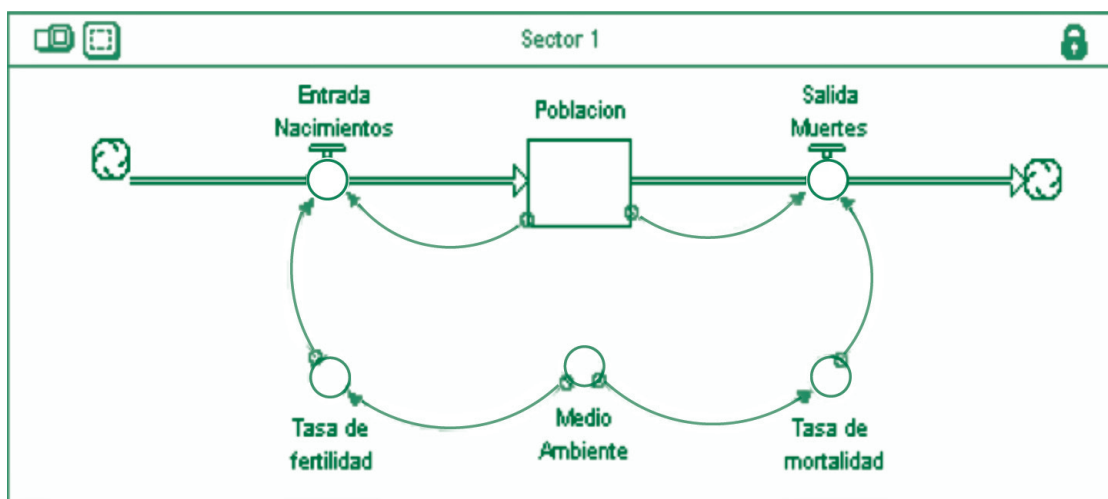 Sector 1
Entrada
Nacimientos
Poblacion
Salida
Muertes
Tasa de
fertilidad
Medio
Ambiente
Tasa de
mortalidad